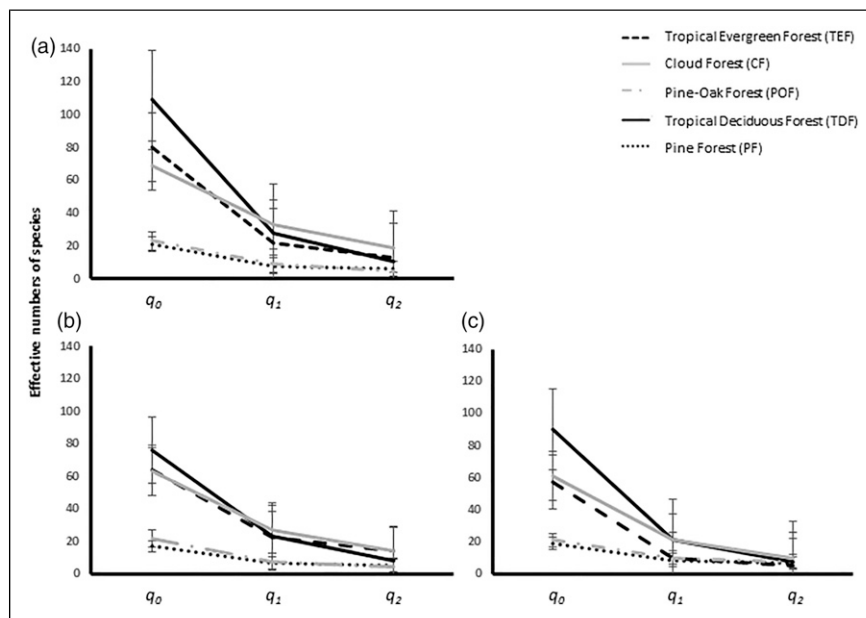 (a)
140
120
100
80
60
40
20
0
q0 q1 q2
Tropical Evergreen Forest (TEF)
Cloud Forest (CF)
Pine-Oak Forest (POF)
Tropical Deciduous Forest (TDF)
Pine Forest (PF)
Effective numbers of species
(b)
140
120
100
80
60
40
20
0
q0 q1 q2
(c)
140
120
100
80
60
40
20
0
q0 q1 q2